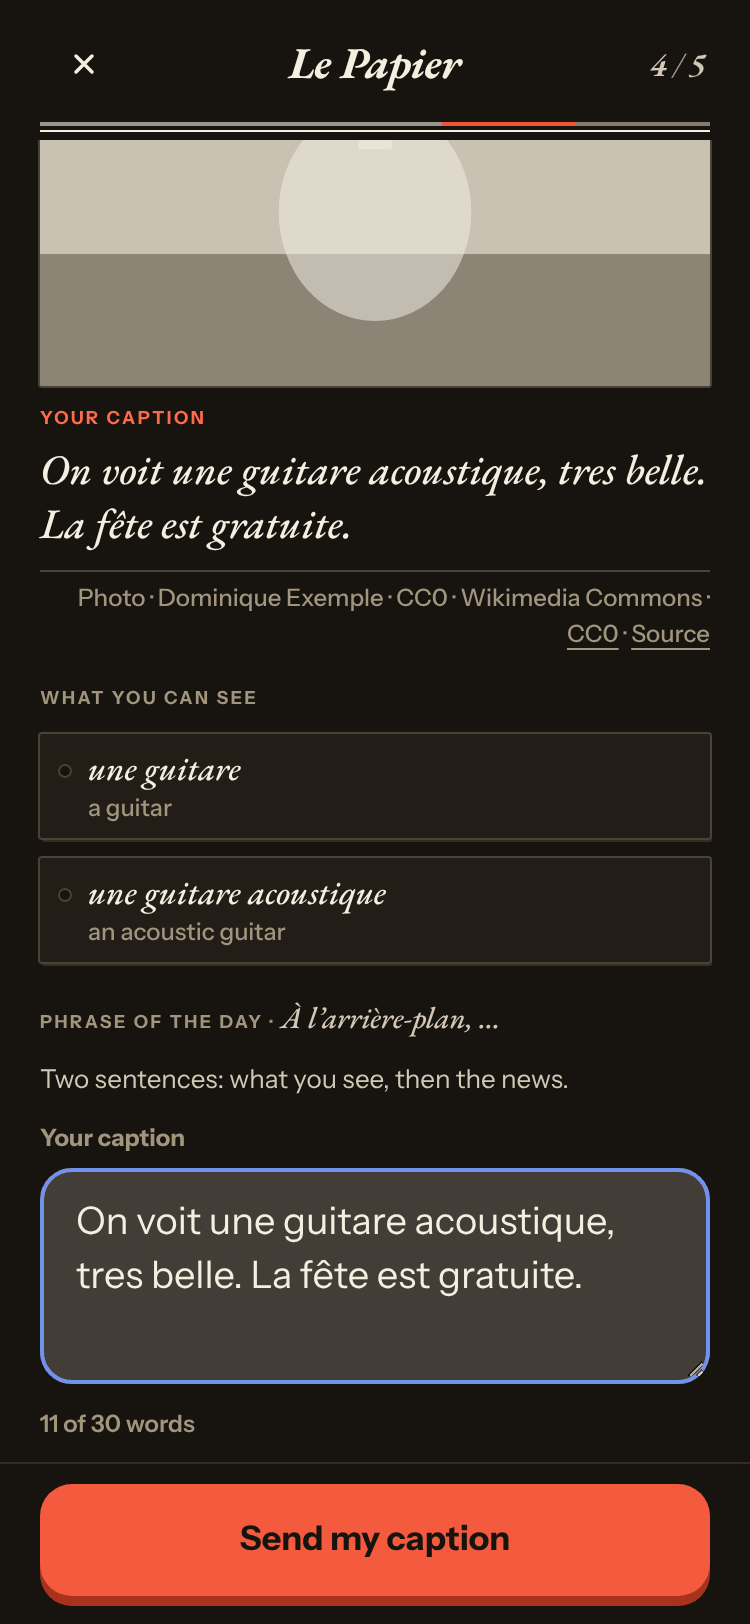 ✕ Le Papier 4/5
YOUR CAPTION
On voit une guitare acoustique, tres belle.
La fête est gratuite.
Photo · Dominique Exemple · CC0 · Wikimedia Commons ·
CC0 · Source
WHAT YOU CAN SEE
une guitare
a guitar
une guitare acoustique
an acoustic guitar
PHRASE OF THE DAY · À l’arrière-plan, …
Two sentences: what you see, then the news.
Your caption
On voit une guitare acoustique,
tres belle. La fête est gratuite.
11 of 30 words
Send my caption